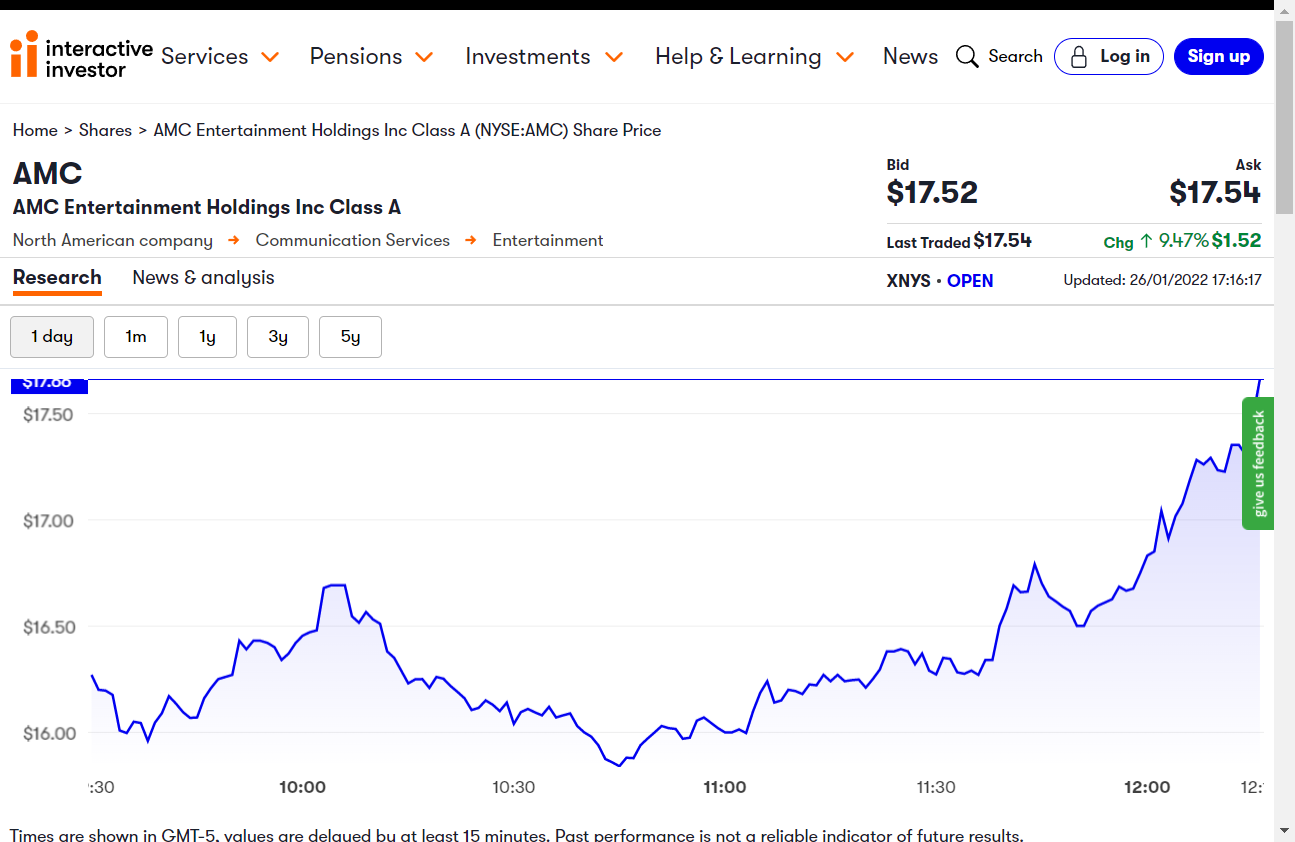 interactive investor
Services Pensions Investments Help & Learning News Search Log in Sign up
Home > Shares > AMC Entertainment Holdings Inc Class A (NYSE:AMC) Share Price
AMC
AMC Entertainment Holdings Inc Class A
North American company → Communication Services → Entertainment
Bid
$17.52
Ask
$17.54
Last Traded $17.54
Chg ↑ 9.47% $1.52
Research News & analysis
XNYS • OPEN
Updated: 26/01/2022 17:16:17
1 day 1m 1y 3y 5y
$17.66
$17.50
$17.00
$16.50
$16.00
give us feedback
:30 10:00 10:30 11:00 11:30 12:00 12:
Times are shown in GMT-5, values are delayed by at least 15 minutes. Past performance is not a reliable indicator of future results.